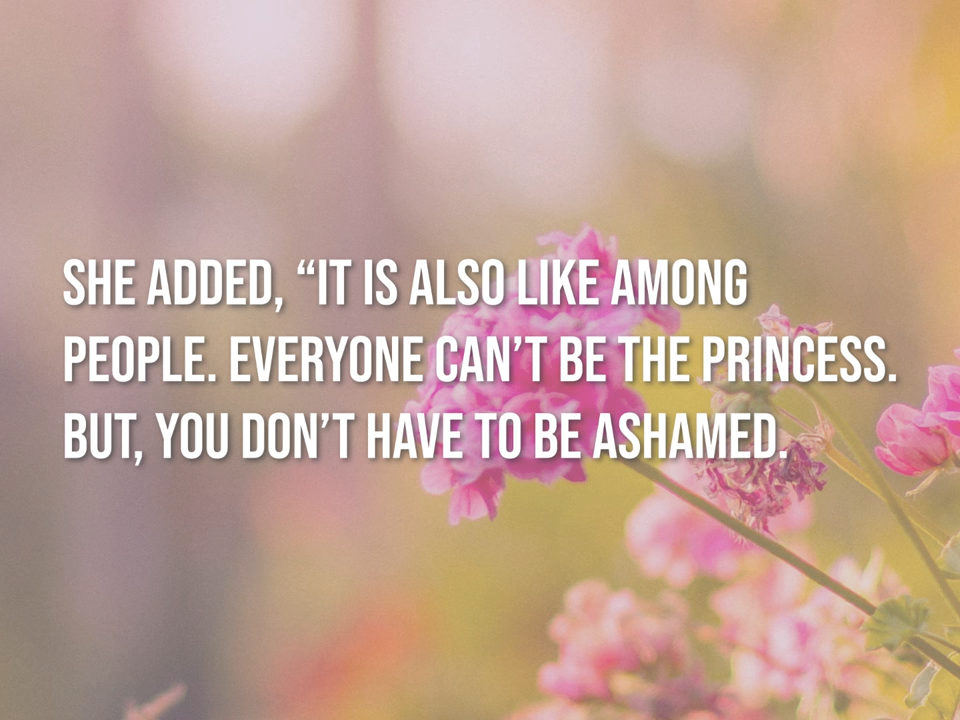 SHE ADDED, “IT IS ALSO LIKE AMONG
PEOPLE. EVERYONE CAN’T BE THE PRINCESS.
BUT, YOU DON’T HAVE TO BE ASHAMED.